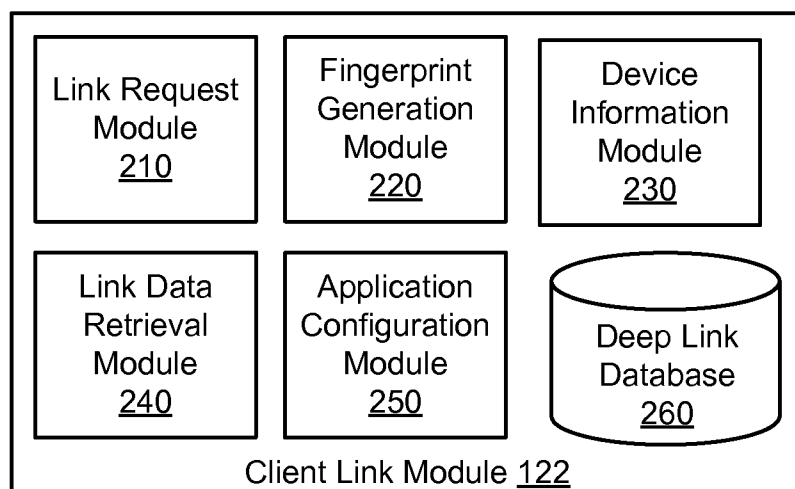 Link Request
Module
210
Fingerprint
Generation
Module
220
Device
Information
Module
230
Link Data
Retrieval
Module
240
Application
Configuration
Module
250
Deep Link
Database
260
Client Link Module 122